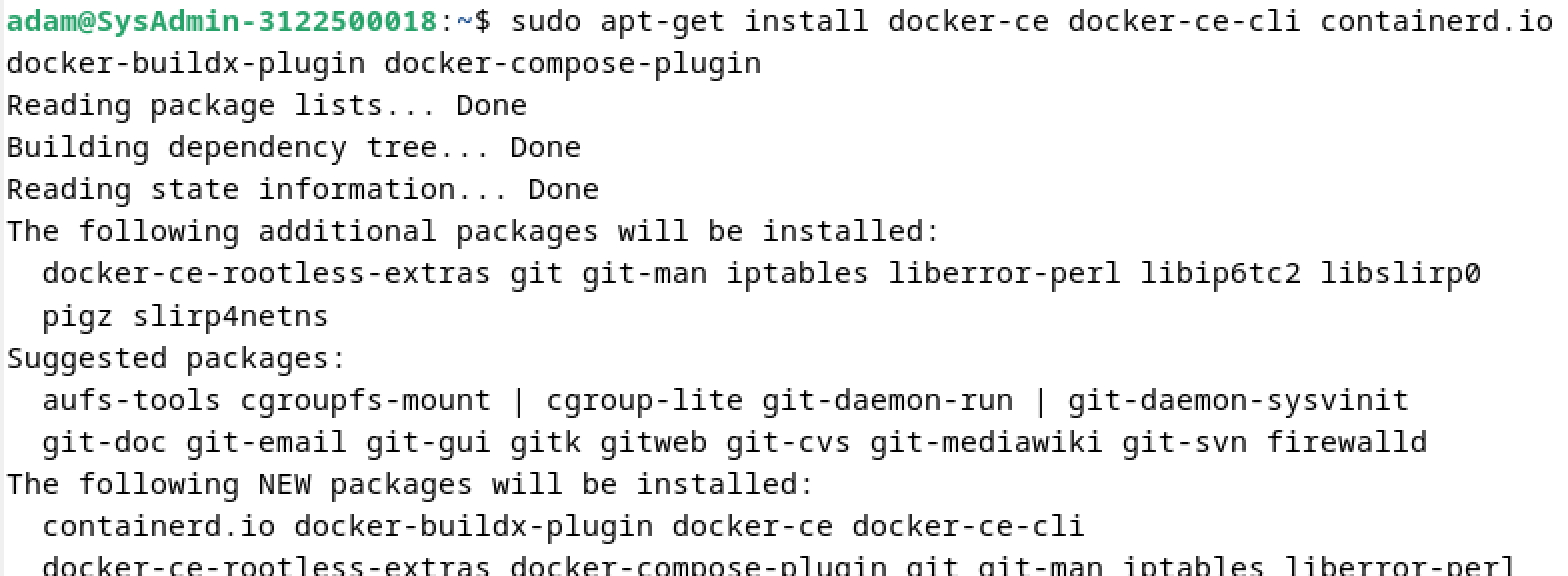 adam@SysAdmin-3122500018:~$ sudo apt-get install docker-ce docker-ce-cli containerd.io
docker-buildx-plugin docker-compose-plugin
Reading package lists... Done
Building dependency tree... Done
Reading state information... Done
The following additional packages will be installed:
  docker-ce-rootless-extras git git-man iptables liberror-perl libip6tc2 libslirp0
  pigz slirp4netns
Suggested packages:
  aufs-tools cgroupfs-mount | cgroup-lite git-daemon-run | git-daemon-sysvinit
  git-doc git-email git-gui gitk gitweb git-cvs git-mediawiki git-svn firewalld
The following NEW packages will be installed:
  containerd.io docker-buildx-plugin docker-ce docker-ce-cli
  docker-ce-rootless-extras docker-compose-plugin git git-man iptables liberror-perl